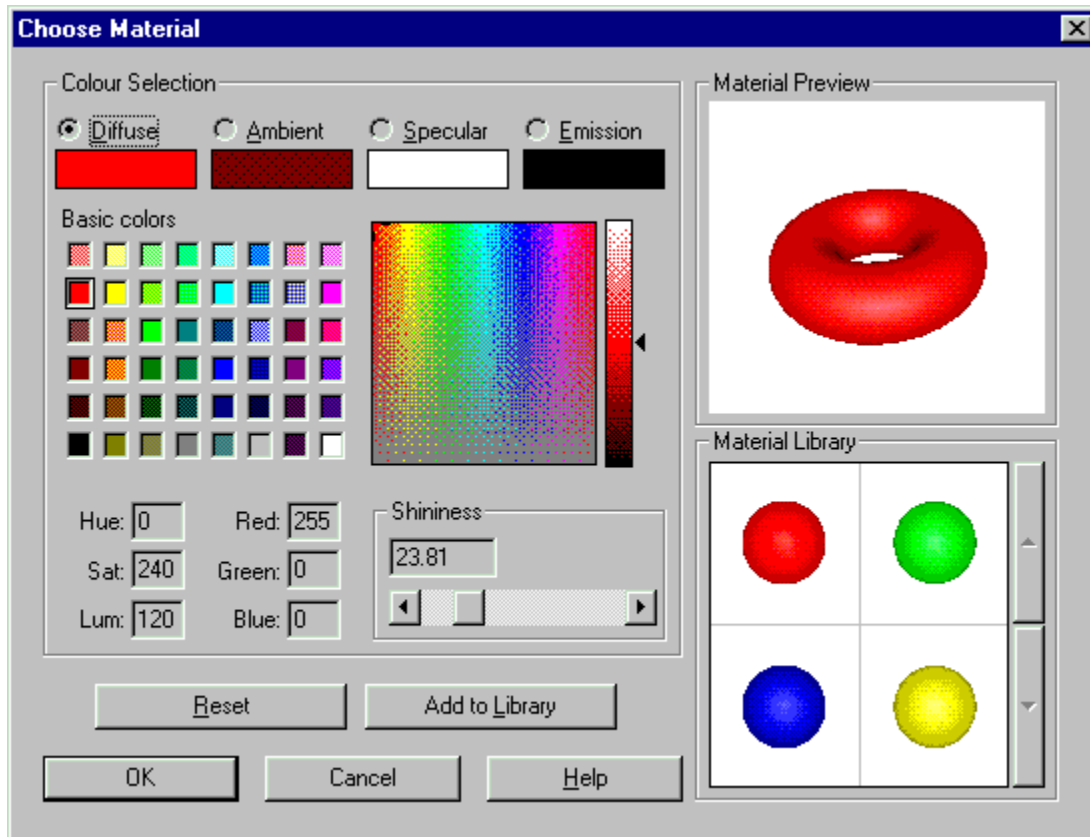 Choose Material
Colour Selection
Diffuse Ambient Specular Emission
Basic colors
Hue: 0 Red: 255
Sat: 240 Green: 0
Lum: 120 Blue: 0
Shininess
23.81
Reset Add to Library
OK Cancel Help
Material Preview
Material Library